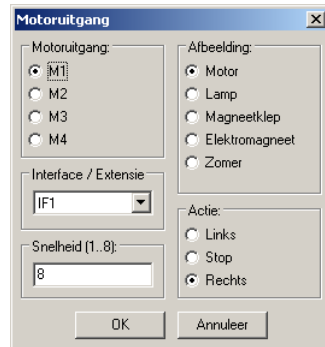 Motoruitgang
Motoruitgang:
M1
M2
M3
M4
Interface / Extensie
IF1
Snelheid (1..8):
8
Afbeelding:
Motor
Lamp
Magneetklep
Elektromagneet
Zomer
Actie:
Links
Stop
Rechts
OK
Annuleer